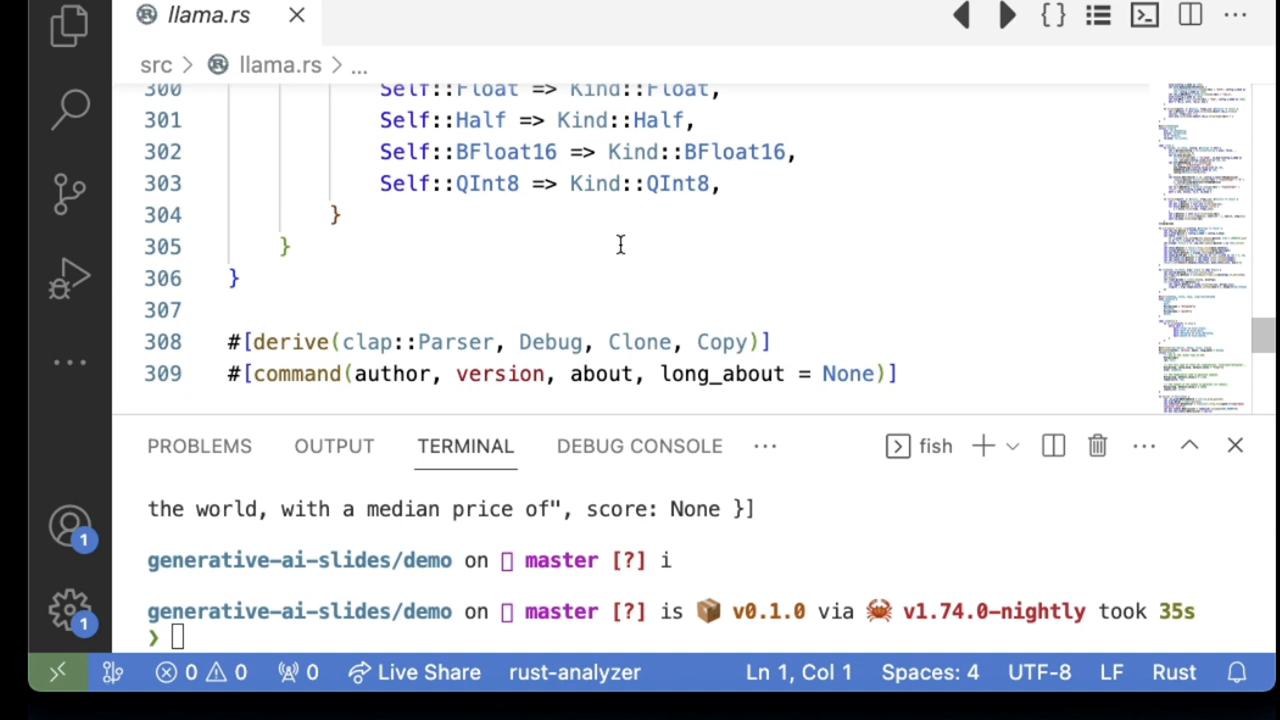 llama.rs
src > llama.rs > ...
300 Self::Float => Kind::Float,
301 Self::Half => Kind::Half,
302 Self::BFloat16 => Kind::BFloat16,
303 Self::QInt8 => Kind::QInt8,
304 }
305 }
306 }
307
308 #[derive(clap::Parser, Debug, Clone, Copy)]
309 #[command(author, version, about, long_about = None)]
PROBLEMS OUTPUT TERMINAL DEBUG CONSOLE ... fish
the world, with a median price of", score: None }]
generative-ai-slides/demo on master [?] i
generative-ai-slides/demo on master [?] is 📦 v0.1.0 via 🦀 v1.74.0-nightly took 35s
❯
1
1
0 0 0 Live Share rust-analyzer Ln 1, Col 1 Spaces: 4 UTF-8 LF Rust